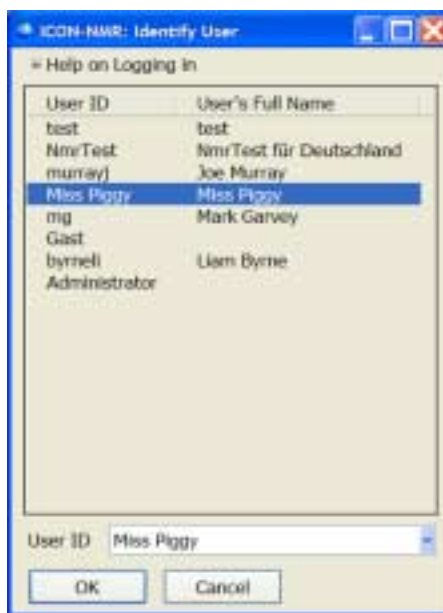 ICON-NMR: Identify User
Help on Logging in
User ID User's Full Name
test test
NmrTest NmrTest für Deutschland
murrayj Joe Murray
Miss Piggy Miss Piggy
mg Mark Garvey
Gast
byrneli Liam Byrne
Administrator
User ID Miss Piggy
OK Cancel